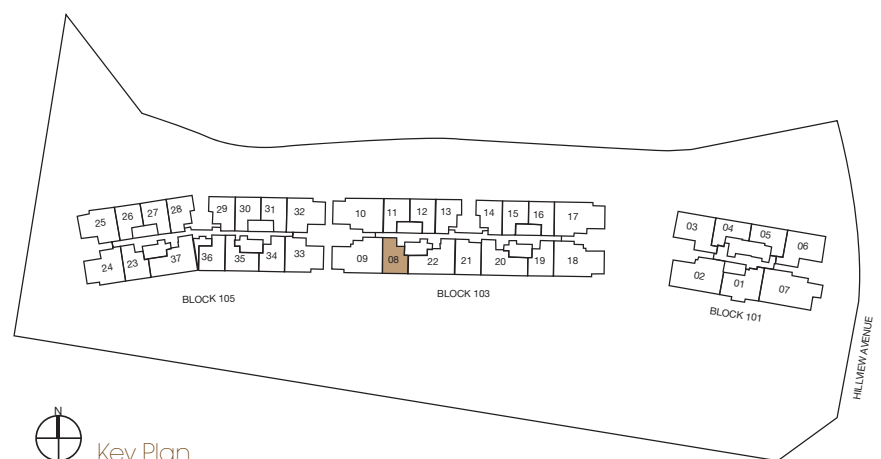 25 26 27 28 29 30 31 32 10 11 12 13 14 15 16 17
24 23 37 36 35 34 33 09 08 22 21 20 19 18
03 04 05 06
02 01 07
BLOCK 105
BLOCK 103
BLOCK 101
HILLVIEW AVENUE
N
Key Plan